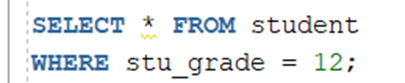 SELECT * FROM student
WHERE stu_grade = 12;